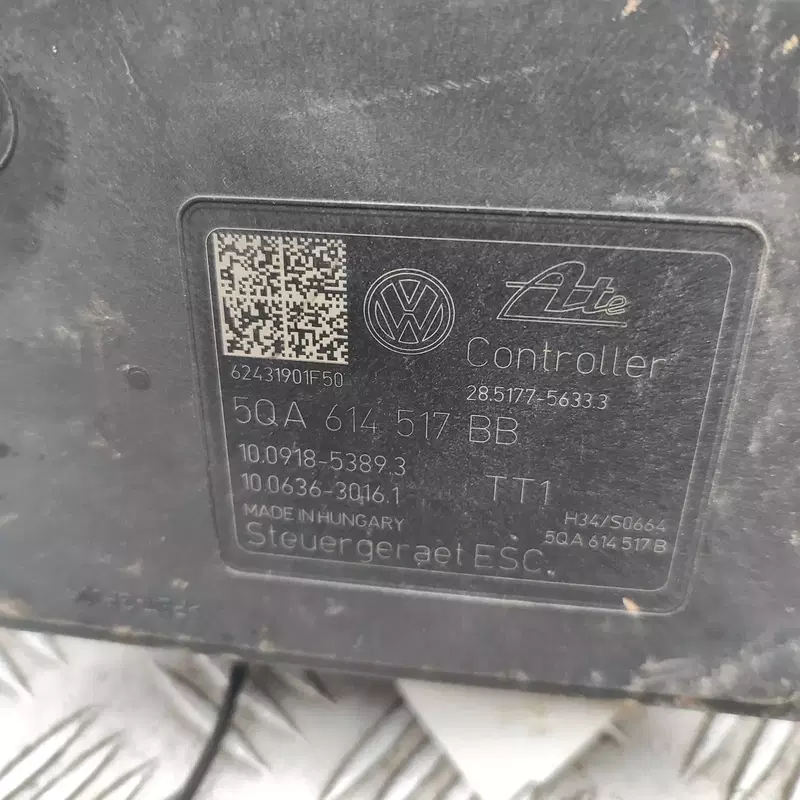 Ate
Controller
62431901F50
28.5177-5633.3
5QA 614 517 BB
10.0918-5389.3
10.0636-3016.1
TT1
MADE IN HUNGARY
H34/S0664
5QA 614 517 B
Steuergeraet ESC.